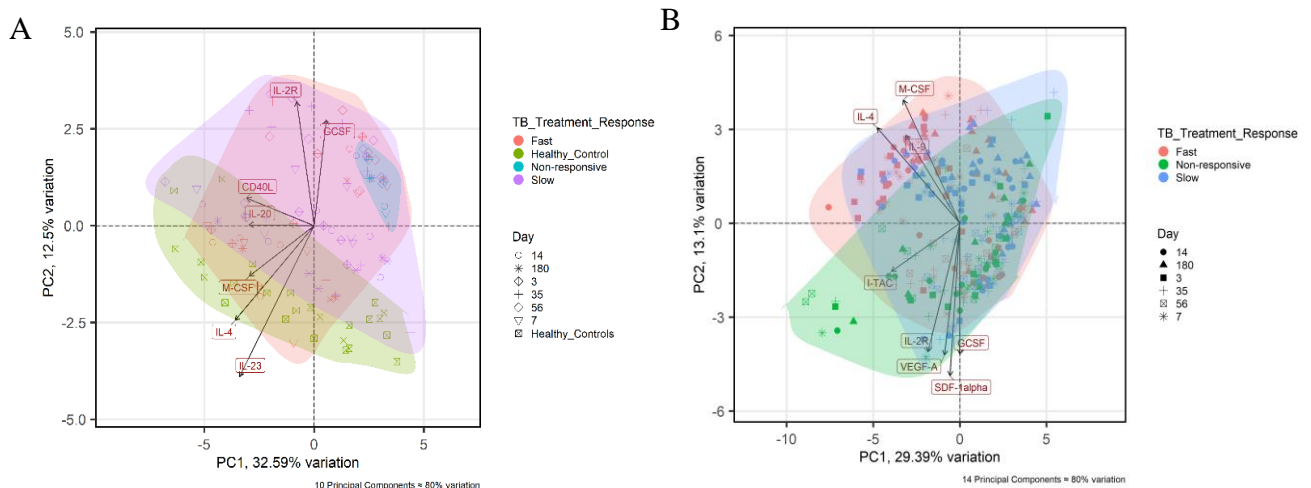 A
5.0
2.5
0.0
-2.5
-5.0
PC2, 12.5% variation
IL-2R
GCSF
CD40L
IL-20
M-CSF
IL-4
IL-23
-5
0
5
PC1, 32.59% variation
10 Principal Components ≈ 80% variation
TB_Treatment_Response
Fast
Healthy_Control
Non-responsive
Slow
Day
14
180
3
35
56
7
Healthy_Controls
B
6
3
0
-3
-6
PC2, 13.1% variation
M-CSF
IL-4
IL-9
I-TAC
IL-2R
GCSF
VEGF-A
SDF-1alpha
-10
-5
0
5
PC1, 29.39% variation
14 Principal Components ≈ 80% variation
TB_Treatment_Response
Fast
Non-responsive
Slow
Day
14
180
3
35
56
7